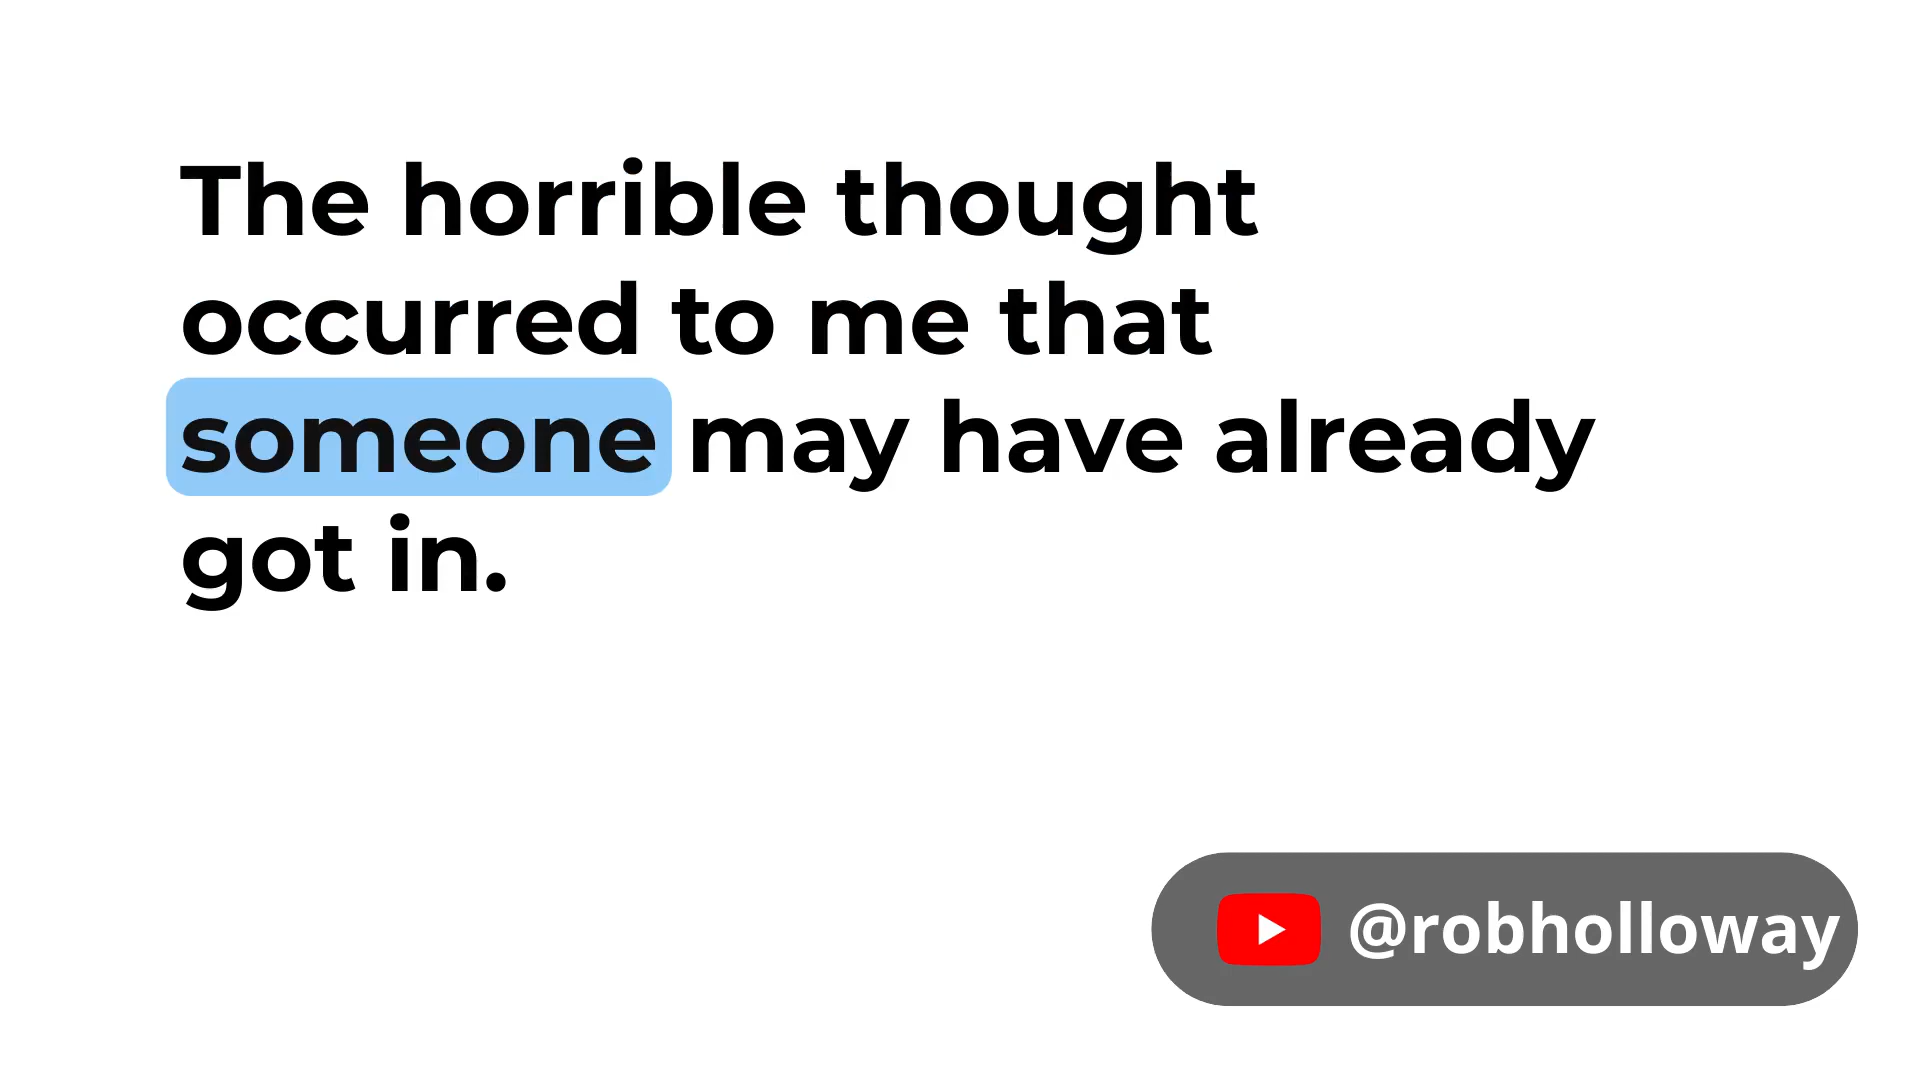 The horrible thought
occurred to me that
someone may have already
got in.
@robholloway